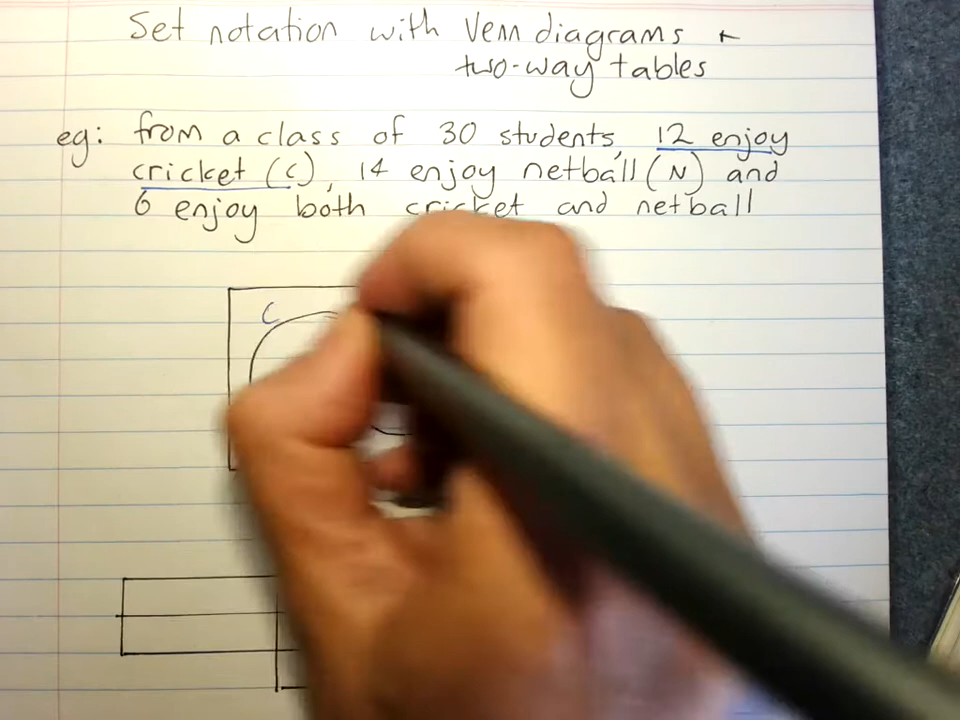 Set notation with Venn diagrams +
two-way tables
eg: from a class of 30 students, 12 enjoy
cricket (C), 14 enjoy netball (N) and
6 enjoy both cricket and netball
C